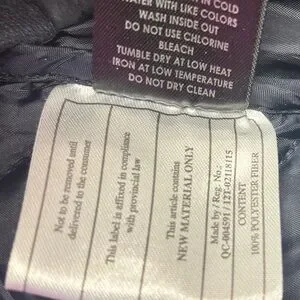 IN COLD
WATER WITH LIKE COLORS
WASH INSIDE OUT
DO NOT USE CHLORINE
BLEACH
TUMBLE DRY AT LOW HEAT
IRON AT LOW TEMPERATURE
DO NOT DRY CLEAN
Not to be removed until
delivered to the consumer
This label is affixed in compliance
with provincial law
This article contains
NEW MATERIAL ONLY
Made by / Reg. No.:
QC-004591 / 12T-02118115
CONTENT
100% POLYESTER FIBER